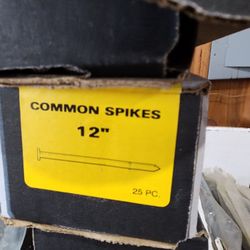 COMMON SPIKES
12"
25 PC.